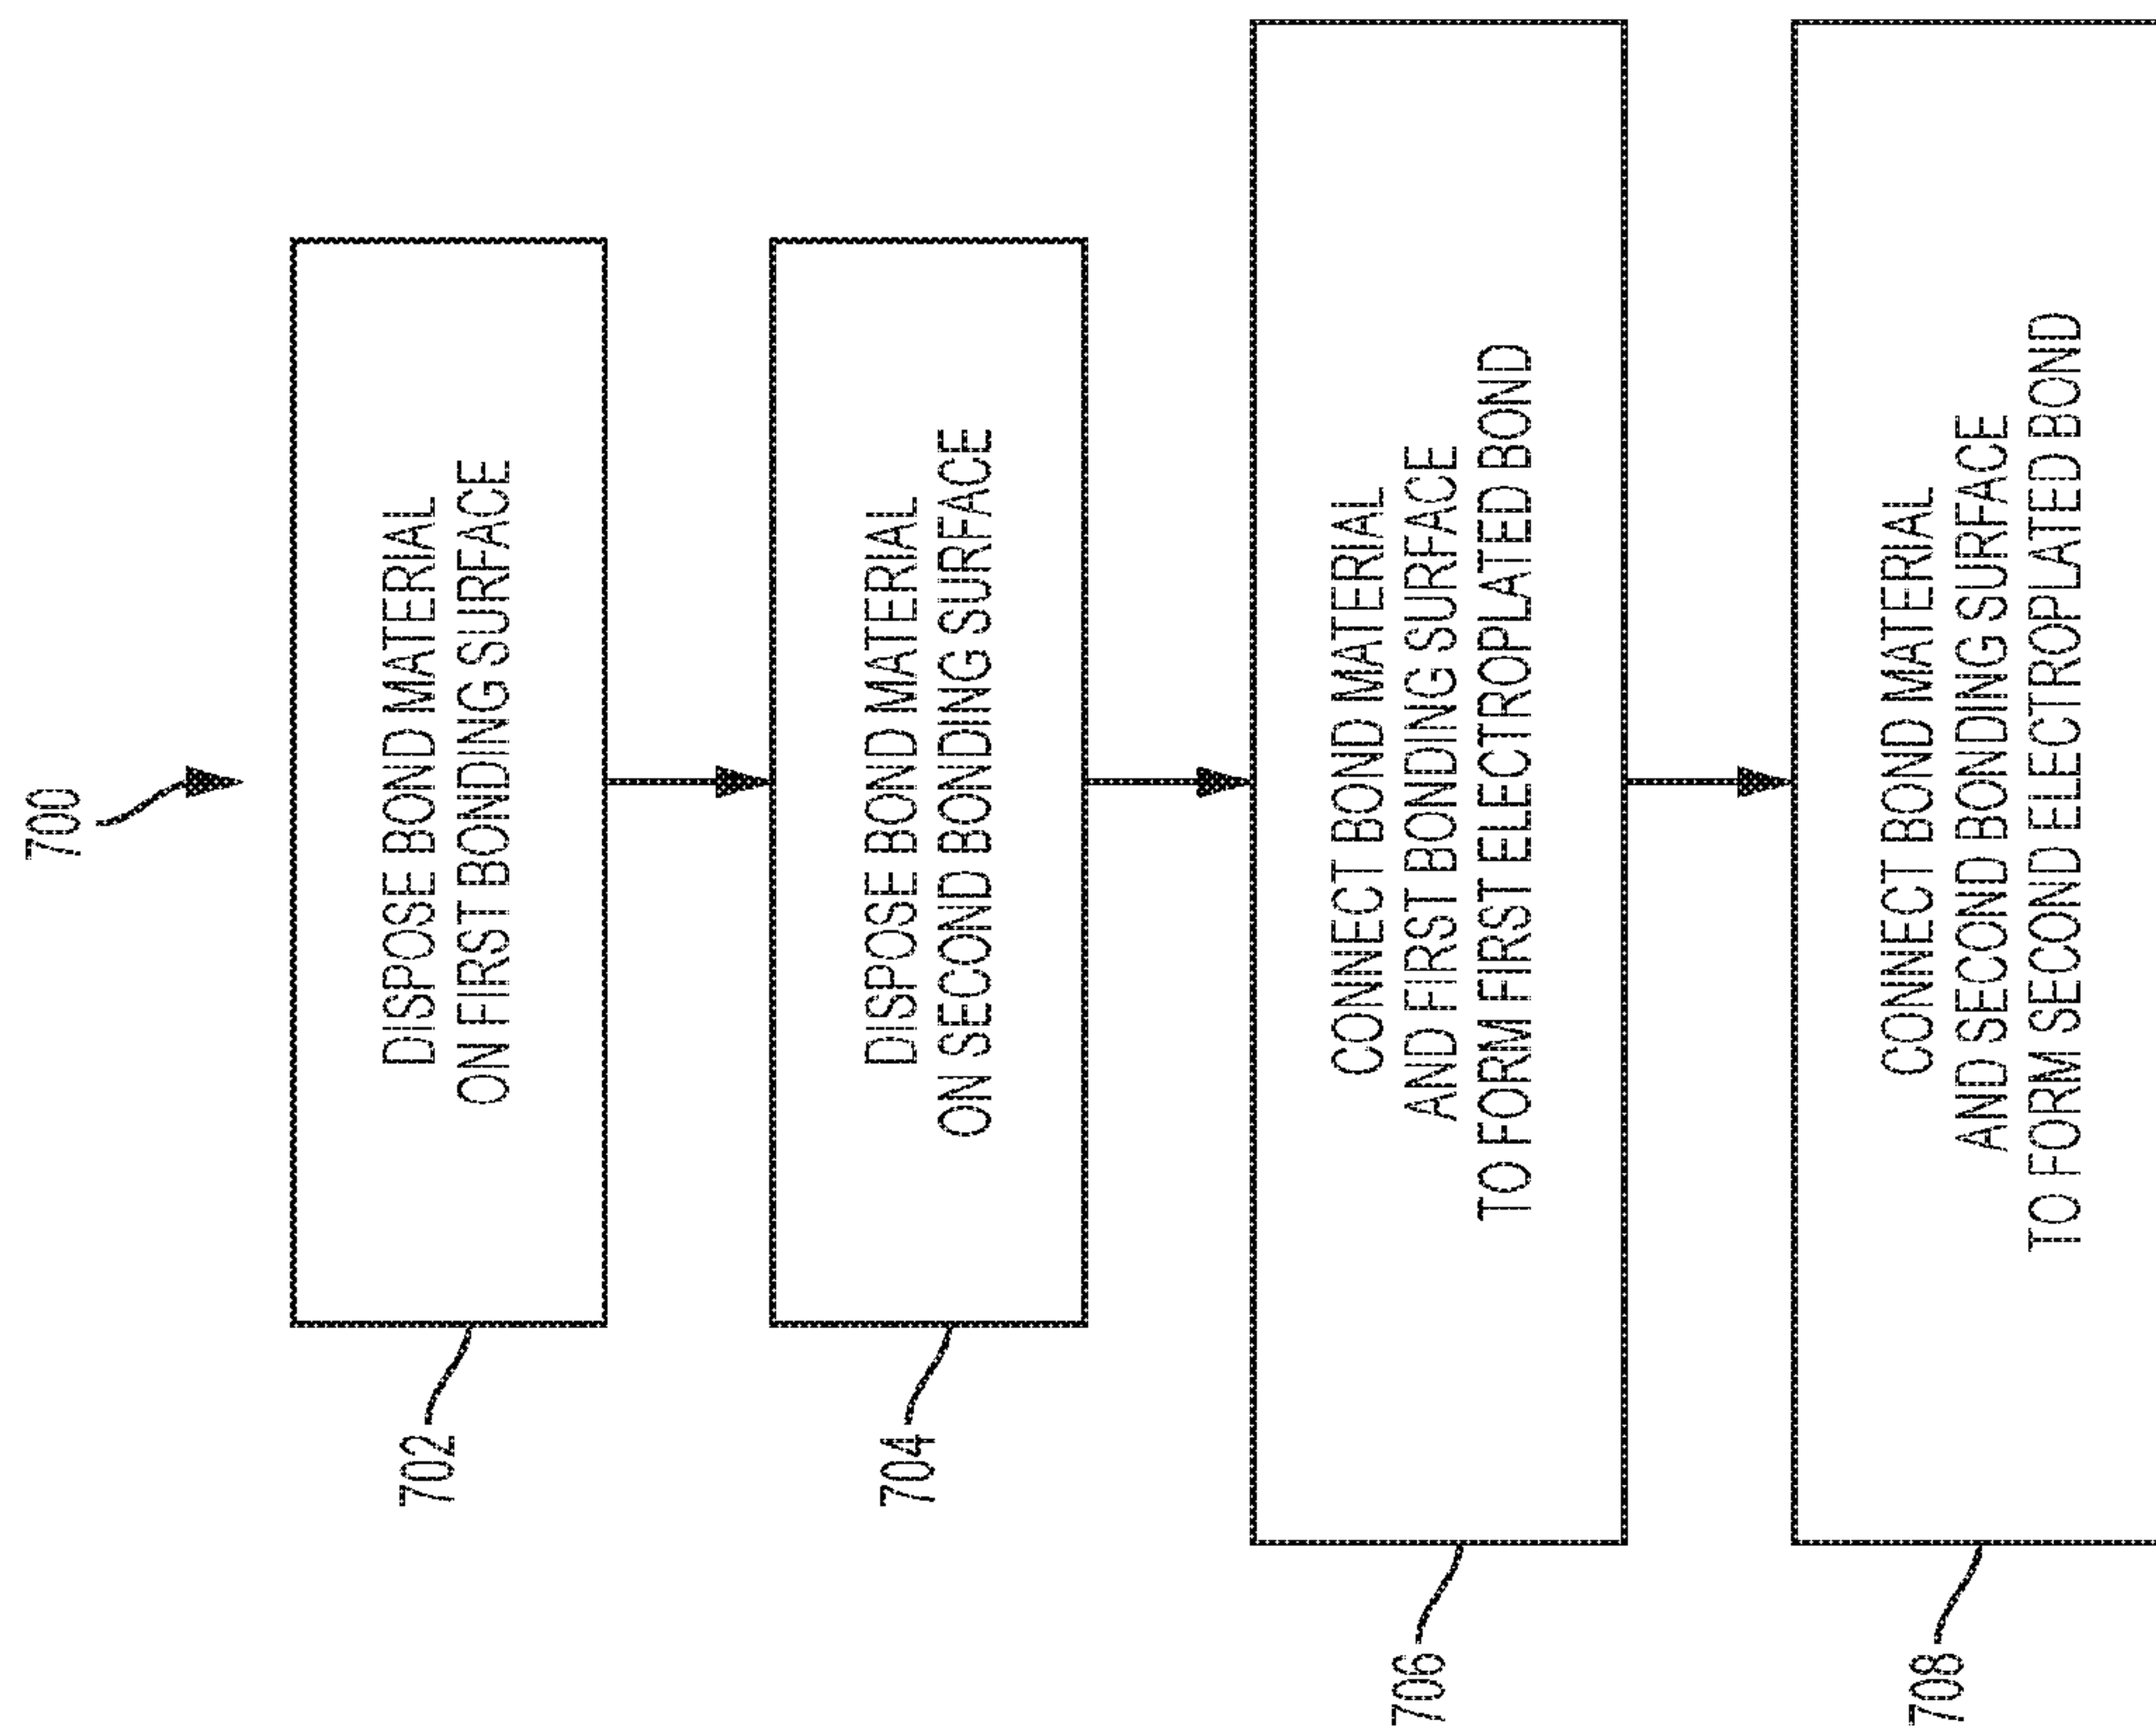 700
DISPOSE BOND MATERIAL
ON FIRST BONDING SURFACE
702
DISPOSE BOND MATERIAL
ON SECOND BONDING SURFACE
704
CONNECT BOND MATERIAL
AND FIRST BONDING SURFACE
TO FORM FIRST ELECTROPLATED BOND
706
CONNECT BOND MATERIAL
AND SECOND BONDING SURFACE
TO FORM SECOND ELECTROPLATED BOND
708